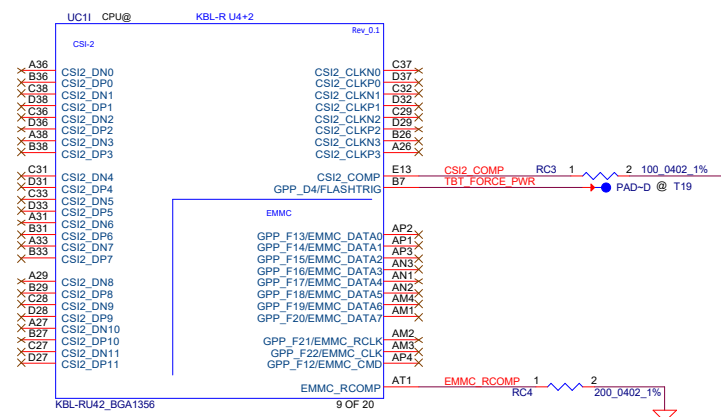 UC1I CPU@ KBL-R U4+2
Rev_0.1
CSI-2
A36 CSI2_DN0 CSI2_CLKN0 C37
B36 CSI2_DP0 CSI2_CLKP0 D37
C38 CSI2_DN1 CSI2_CLKN1 C32
D38 CSI2_DP1 CSI2_CLKP1 D32
C36 CSI2_DN2 CSI2_CLKN2 C29
D36 CSI2_DP2 CSI2_CLKP2 D29
A38 CSI2_DN3 CSI2_CLKN3 B26
B38 CSI2_DP3 CSI2_CLKP3 A26
C31 CSI2_DN4 CSI2_COMP E13 CSI2_COMP RC3 1 2 100_0402_1%
D31 CSI2_DP4 GPP_D4/FLASHTRIG B7 TBT_FORCE_PWR PAD~D @ T19
C33 CSI2_DN5
D33 CSI2_DP5 EMMC
A31 CSI2_DN6
B31 CSI2_DP6 GPP_F13/EMMC_DATA0 AP2
A33 CSI2_DN7 GPP_F14/EMMC_DATA1 AP1
B33 CSI2_DP7 GPP_F15/EMMC_DATA2 AP3
GPP_F16/EMMC_DATA3 AN3
A29 CSI2_DN8 GPP_F17/EMMC_DATA4 AN1
B29 CSI2_DP8 GPP_F18/EMMC_DATA5 AN2
C28 CSI2_DN9 GPP_F19/EMMC_DATA6 AM4
D28 CSI2_DP9 GPP_F20/EMMC_DATA7 AM1
A27 CSI2_DN10
B27 CSI2_DP10 GPP_F21/EMMC_RCLK AM2
C27 CSI2_DN11 GPP_F22/EMMC_CLK AM3
D27 CSI2_DP11 GPP_F12/EMMC_CMD AP4
EMMC_RCOMP AT1 EMMC_RCOMP 1 2
RC4 200_0402_1%
KBL-RU42_BGA1356 9 OF 20